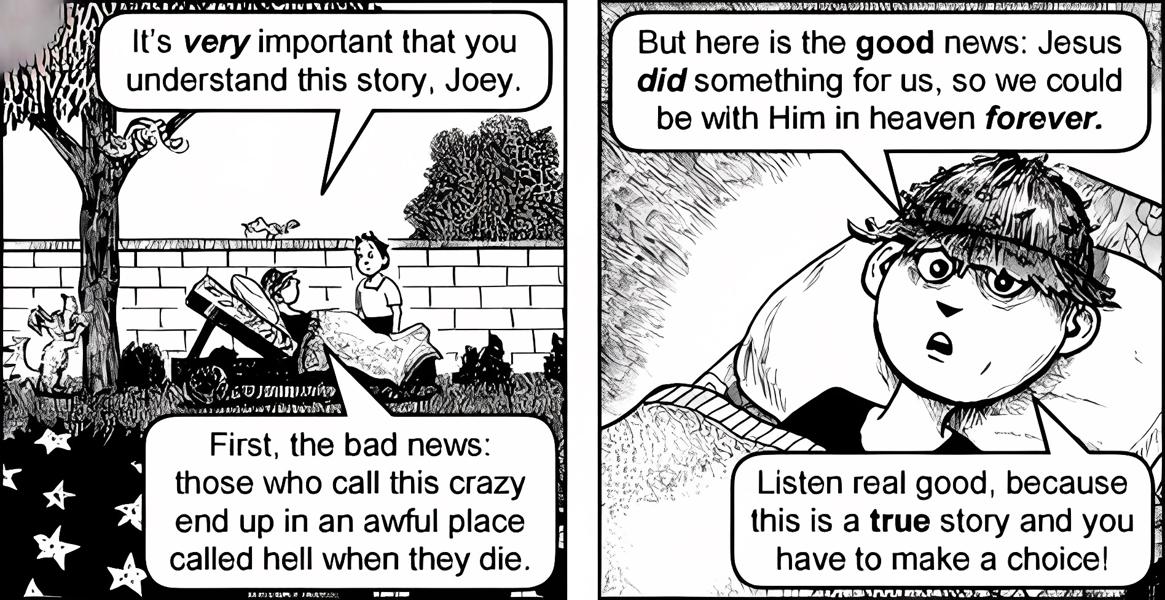 It's very important that you
understand this story, Joey.
First, the bad news:
those who call this crazy
end up in an awful place
called hell when they die.
But here is the good news: Jesus
did something for us, so we could
be with Him in heaven forever.
Listen real good, because
this is a true story and you
have to make a choice!